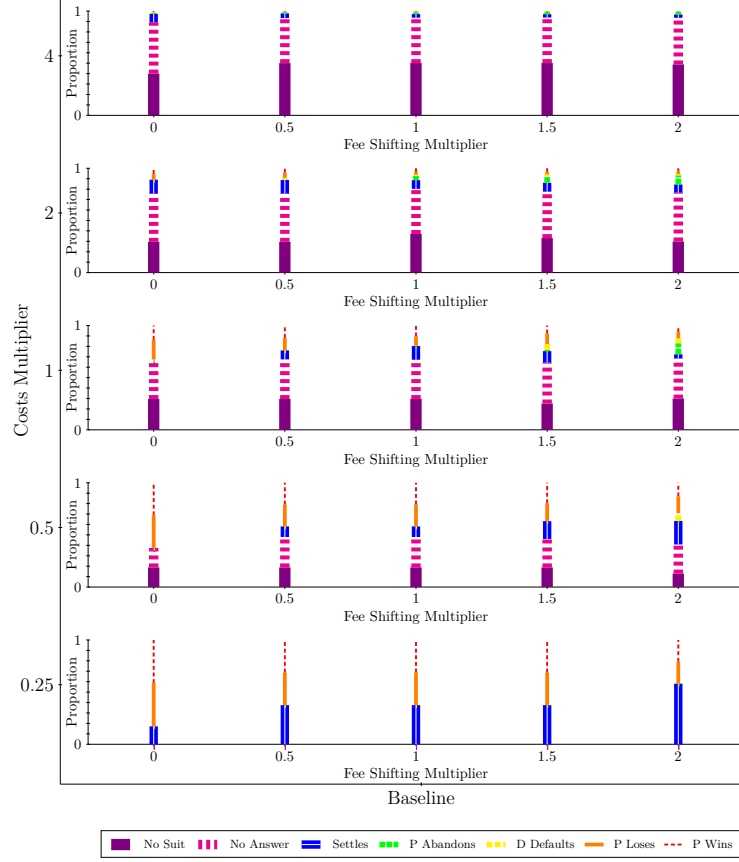 1
Proportion
0
0 0.5 1 1.5 2
Fee Shifting Multiplier
4
1
Proportion
0
0 0.5 1 1.5 2
Fee Shifting Multiplier
2
1
Proportion
0
0 0.5 1 1.5 2
Fee Shifting Multiplier
1
Costs Multiplier
1
Proportion
0
0 0.5 1 1.5 2
Fee Shifting Multiplier
0.5
1
Proportion
0
0 0.5 1 1.5 2
Fee Shifting Multiplier
0.25
Baseline
No Suit No Answer Settles P Abandons D Defaults P Loses P Wins